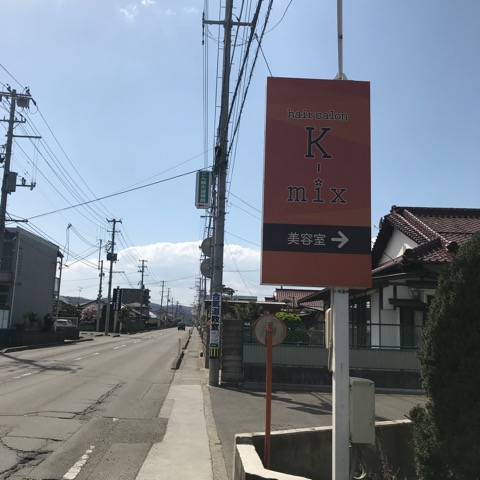 hair salon
K
-
mix
美容室 →